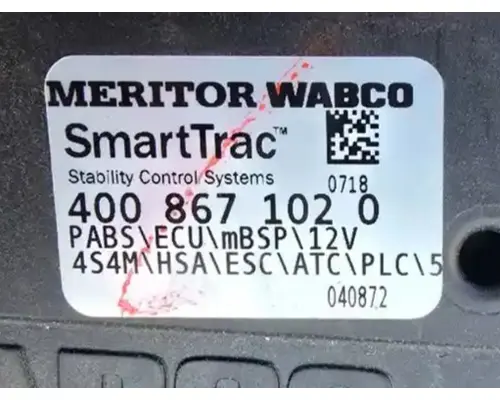 MERITOR WABCO
SmartTrac™
Stability Control Systems 0718
400 867 102 0
PABS\ECU\mBSP\12V
4S4M\HSA\ESC\ATC\PLC\5
040872